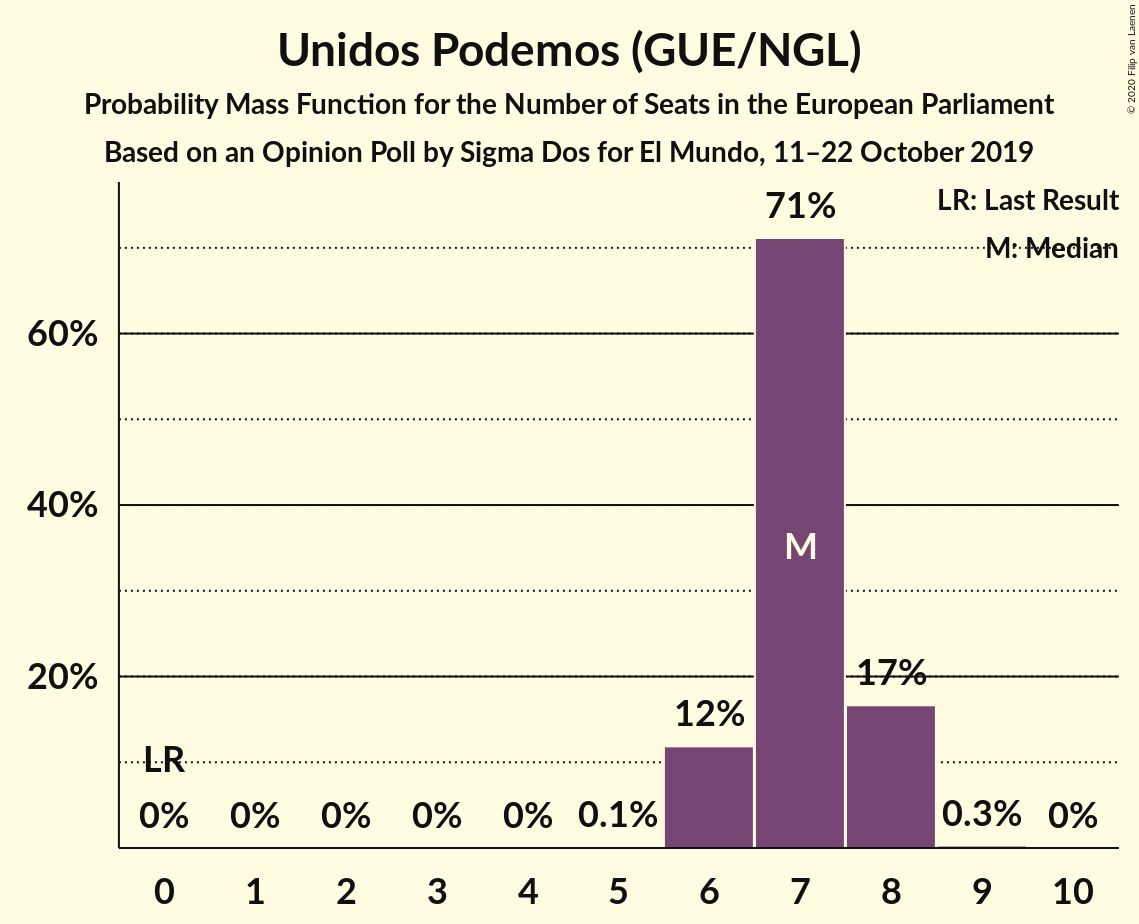 Unidos Podemos (GUE/NGL)
Probability Mass Function for the Number of Seats in the European Parliament
Based on an Opinion Poll by Sigma Dos for El Mundo, 11–22 October 2019
© 2020 Filip van Laenen
LR: Last Result
M: Median
71%
60%
40%
M
20%
17%
12%
LR
0% 0% 0% 0% 0% 0.1% 0.3% 0%
0 1 2 3 4 5 6 7 8 9 10